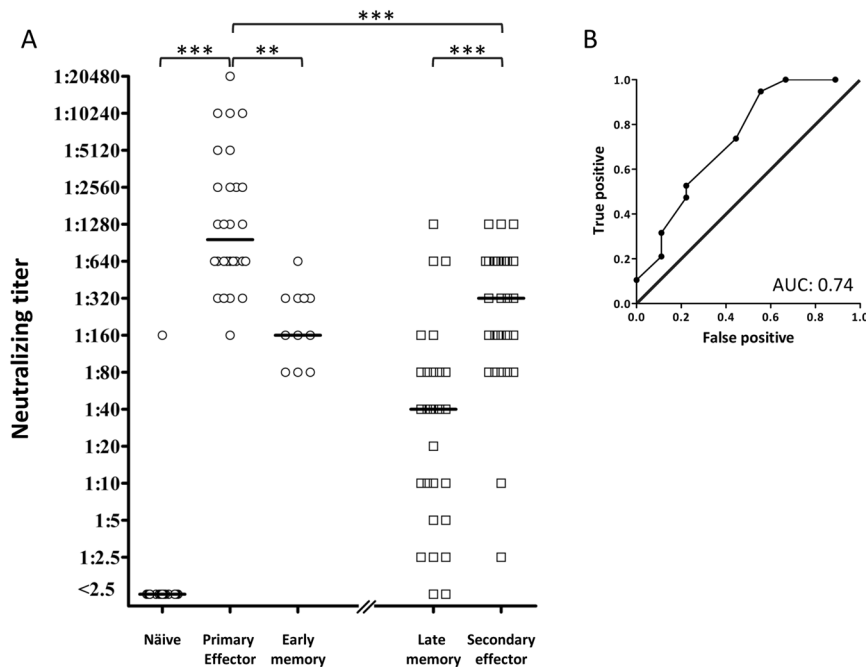 A
***
***
**
***
Neutralizing titer
1:20480
1:10240
1:5120
1:2560
1:1280
1:640
1:320
1:160
1:80
1:40
1:20
1:10
1:5
1:2.5
<2.5
Näive
Primary
Effector
Early
memory
Late
memory
Secondary
effector
B
True positive
1.0
0.8
0.6
0.4
0.2
0.0
0.0
0.2
0.4
0.6
0.8
1.0
AUC: 0.74
False positive